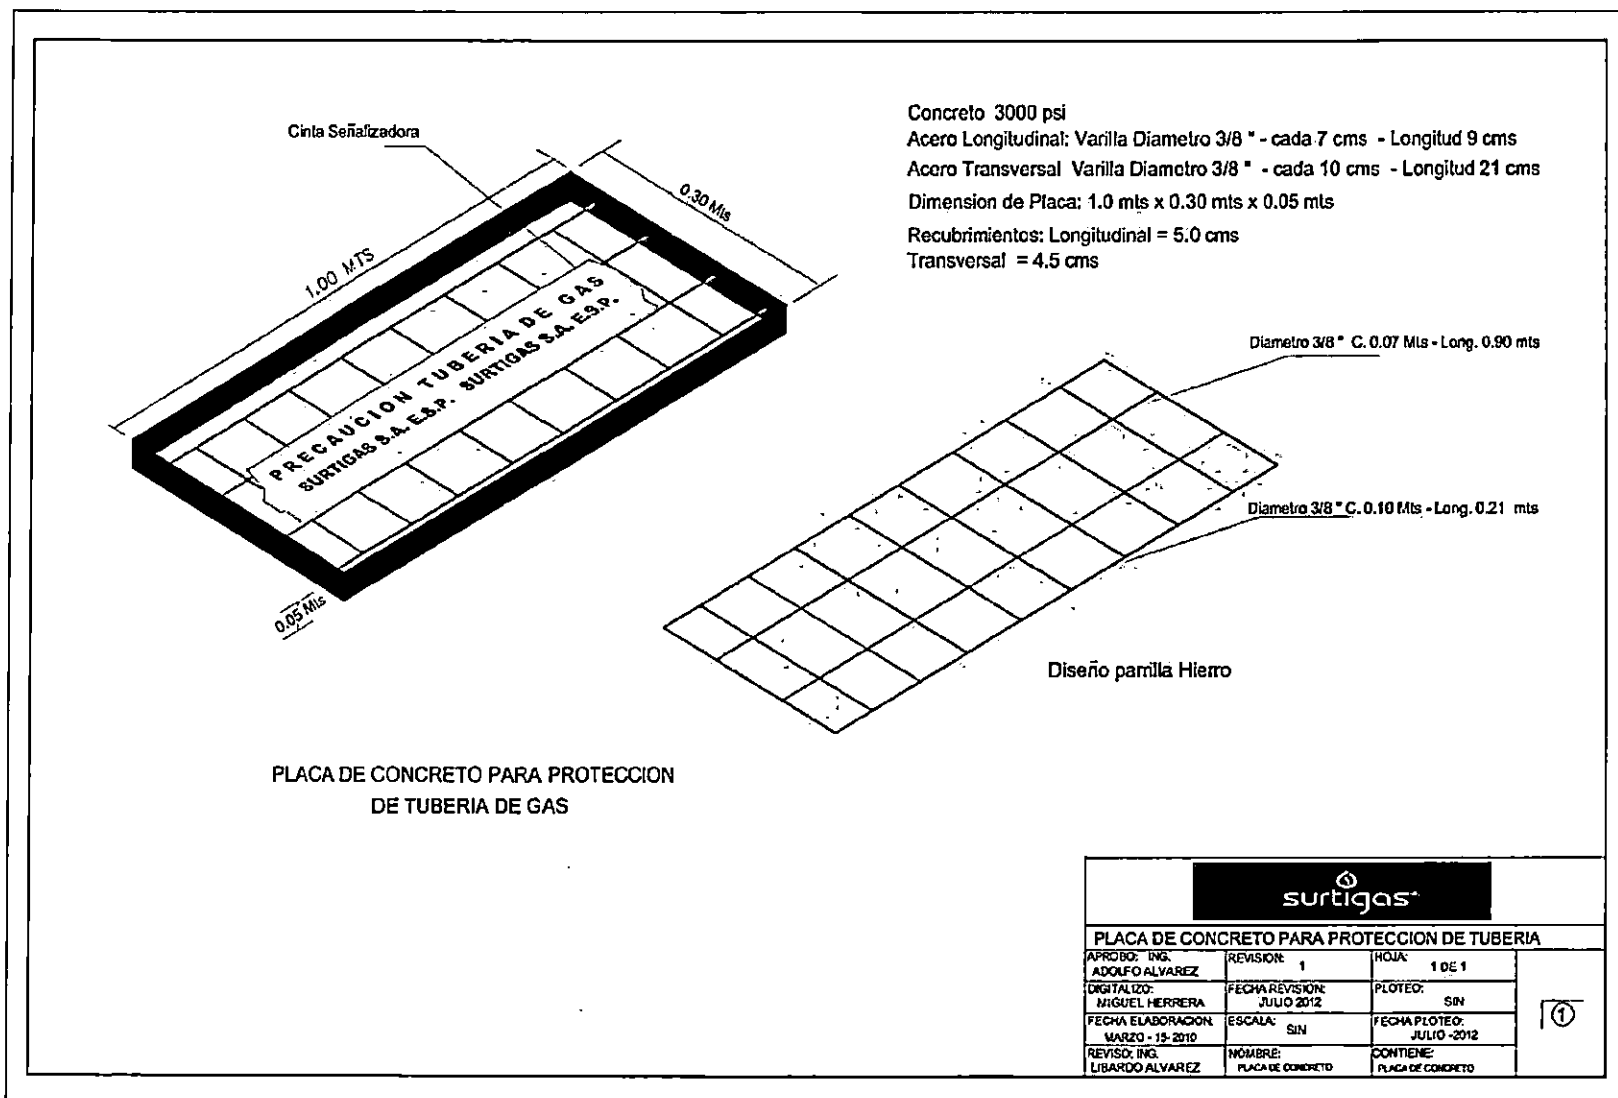 Cinta Señalizadora
1.00 MTS
0.30 Mts
PRECAUCION TUBERIA DE GAS
SURTIGAS S.A. E.S.P. SURTIGAS S.A. E.S.P.
0.05 Mts
PLACA DE CONCRETO PARA PROTECCION
DE TUBERIA DE GAS
Concreto 3000 psi
Acero Longitudinal: Varilla Diametro 3/8 " - cada 7 cms - Longitud 9 cms
Acero Transversal Varilla Diametro 3/8 " - cada 10 cms - Longitud 21 cms
Dimension de Placa: 1.0 mts x 0.30 mts x 0.05 mts
Recubrimientos: Longitudinal = 5.0 cms
Transversal = 4.5 cms
Diametro 3/8 " C. 0.07 Mts - Long. 0.90 mts
Diametro 3/8 " C. 0.10 Mts - Long. 0.21 mts
Diseño parrilla Hierro
surtigas
PLACA DE CONCRETO PARA PROTECCION DE TUBERIA
APROBO: ING.
ADOLFO ALVAREZ
REVISION:
1
HOJA:
1 DE 1
DIGITALIZO:
MIGUEL HERRERA
FECHA REVISION:
JULIO 2012
PLOTEO:
SIN
FECHA ELABORACION:
MARZO - 15- 2010
ESCALA:
SIN
FECHA PLOTEO:
JULIO -2012
REVISO: ING.
LIBARDO ALVAREZ
NOMBRE:
PLACA DE CONCRETO
CONTIENE:
PLACA DE CONCRETO
1